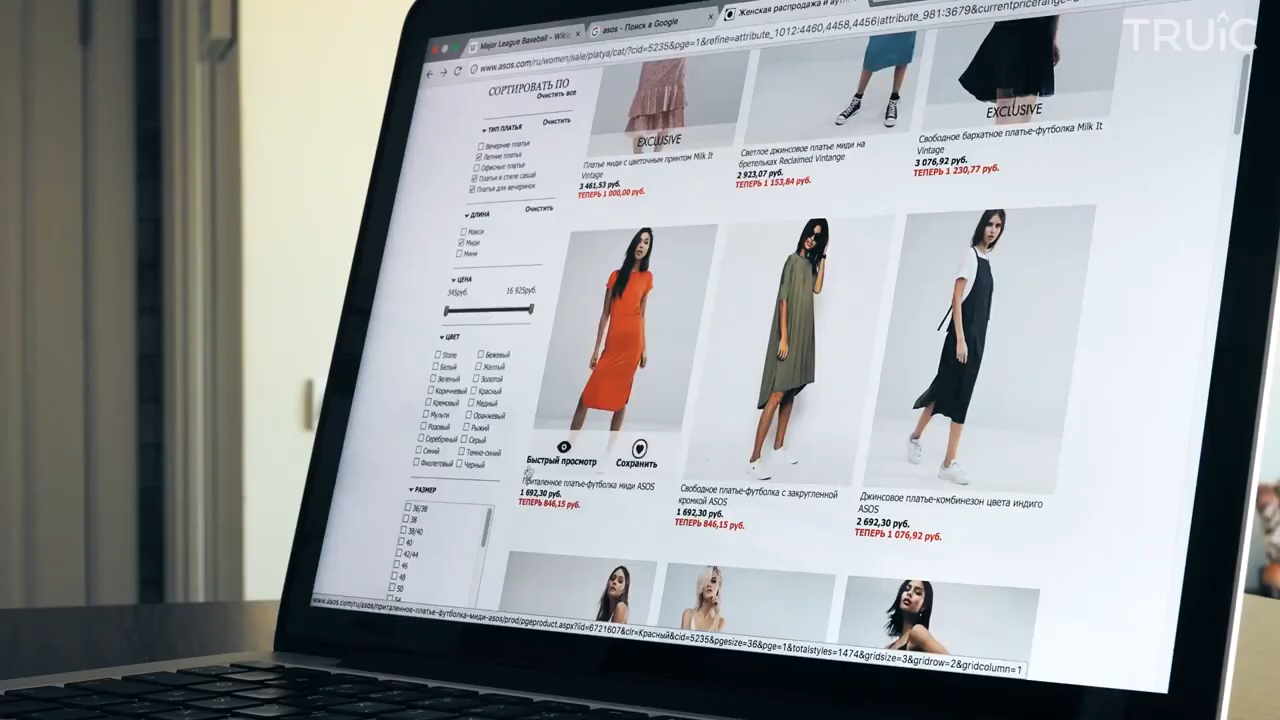 TRUiC
Major League Baseball - Wiki
asos - Поиск в Google
Женская распродажа и аут
www.asos.com/ru/women/sale/platya/cat/?cid=5235&pge=1&refine=attribute_1012:4460,4458,4456|attribute_981:3679&currentpricerange=
СОРТИРОВАТЬ ПО
Очистить все
ТИП ПЛАТЬЯ
Очистить
Вечерние платья
Летние платья
Офисные платья
Платья в стиле casual
Платья для вечеринок
ДЛИНА
Очистить
Макси
Миди
Мини
ЦЕНА
345руб.
16 925руб.
ЦВЕТ
Stone
Бежевый
Белый
Желтый
Зеленый
Золотой
Коричневый
Красный
Кремовый
Медный
Мульти
Оранжевый
Розовый
Рыжий
Серебряный
Серый
Синий
Темно-синий
Фиолетовый
Черный
РАЗМЕР
36/38
38
38/40
40
42/44
46
48
50
54
EXCLUSIVE
Платье миди с цветочным принтом Milk It
Vintage
3 461,53 руб.
ТЕПЕРЬ 1 000,00 руб.
Светлое джинсовое платье миди на
бретельках Reclaimed Vintage
2 923,07 руб.
ТЕПЕРЬ 1 153,84 руб.
EXCLUSIVE
Свободное бархатное платье-футболка Milk It
Vintage
3 076,92 руб.
ТЕПЕРЬ 1 230,77 руб.
Быстрый просмотр
Сохранить
Приталенное платье-футболка миди ASOS
1 692,30 руб.
ТЕПЕРЬ 846,15 руб.
Свободное платье-футболка с закругленной
кромкой ASOS
1 692,30 руб.
ТЕПЕРЬ 846,15 руб.
Джинсовое платье-комбинезон цвета индиго
ASOS
2 692,30 руб.
ТЕПЕРЬ 1 076,92 руб.
www.asos.com/ru/asos/приталенное-платье-футболка-миди-asos/prod/pgeproduct.aspx?iid=6721607&clr=Красный&cid=5235&pgesize=36&pge=1&totalstyles=1474&gridsize=3&gridrow=2&gridcolumn=1